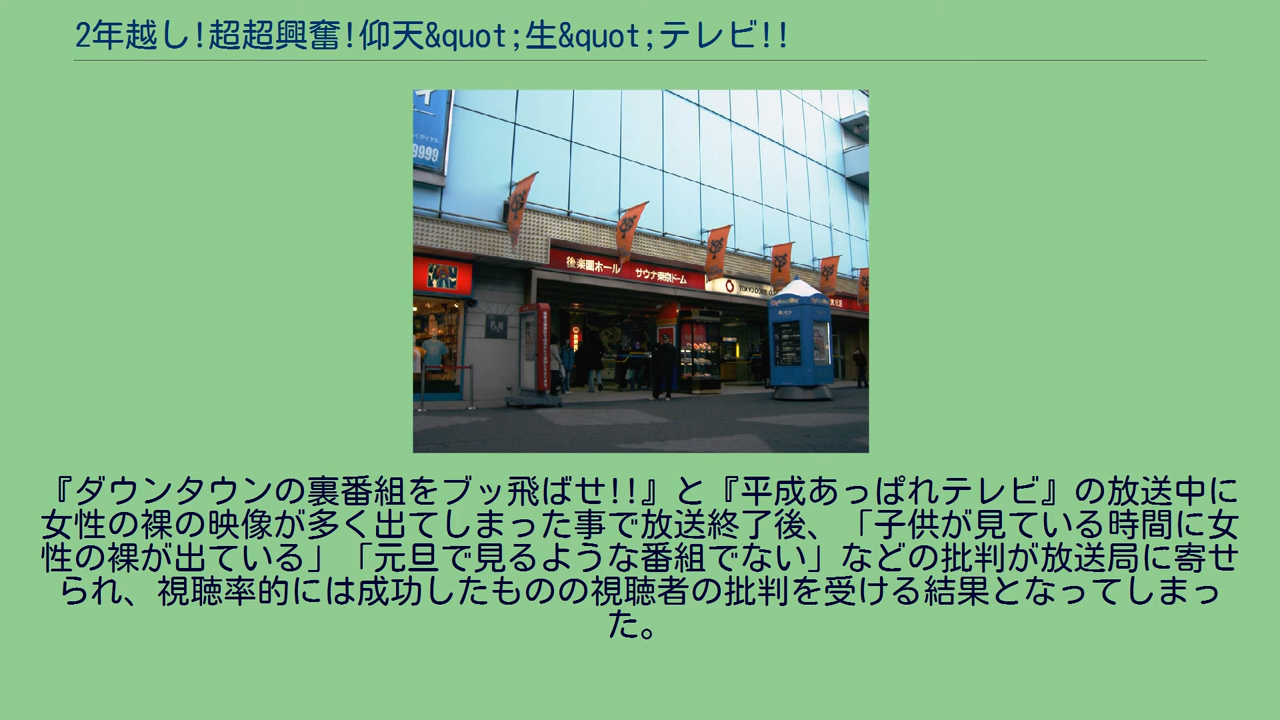 2年越し!超超興奮!仰天&quot;生&quot;テレビ!!
9999
後楽園ホール サウナ東京ドーム
TOKYO DOME
『ダウンタウンの裏番組をブッ飛ばせ!!』と『平成あっぱれテレビ』の放送中に
女性の裸の映像が多く出てしまった事で放送終了後、「子供が見ている時間に女
性の裸が出ている」「元旦で見るような番組でない」などの批判が放送局に寄せ
られ、視聴率的には成功したものの視聴者の批判を受ける結果となってしまっ
た。